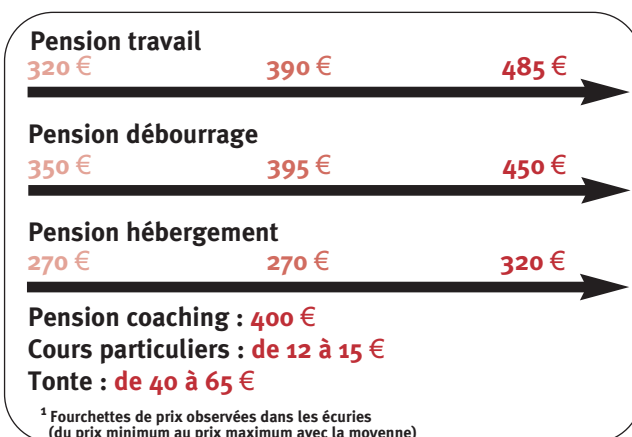 Pension travail
320 € 390 € 485 €
Pension débourrage
350 € 395 € 450 €
Pension hébergement
270 € 270 € 320 €
Pension coaching : 400 €
Cours particuliers : de 12 à 15 €
Tonte : de 40 à 65 €
¹ Fourchettes de prix observées dans les écuries
(du prix minimum au prix maximum avec la moyenne)